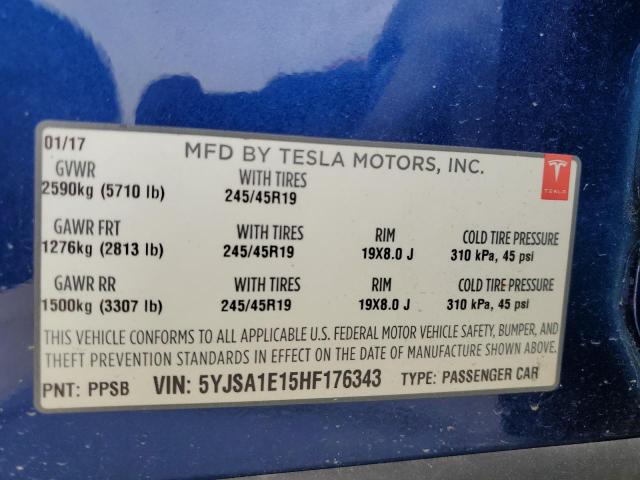 01/17 MFD BY TESLA MOTORS, INC.
GVWR WITH TIRES
2590kg (5710 lb) 245/45R19
TESLA
GAWR FRT WITH TIRES RIM COLD TIRE PRESSURE
1276kg (2813 lb) 245/45R19 19X8.0 J 310 kPa, 45 psi
GAWR RR WITH TIRES RIM COLD TIRE PRESSURE
1500kg (3307 lb) 245/45R19 19X8.0 J 310 kPa, 45 psi
THIS VEHICLE CONFORMS TO ALL APPLICABLE U.S. FEDERAL MOTOR VEHICLE SAFETY, BUMPER, AND
THEFT PREVENTION STANDARDS IN EFFECT ON THE DATE OF MANUFACTURE SHOWN ABOVE.
PNT: PPSB VIN: 5YJSA1E15HF176343 TYPE: PASSENGER CAR